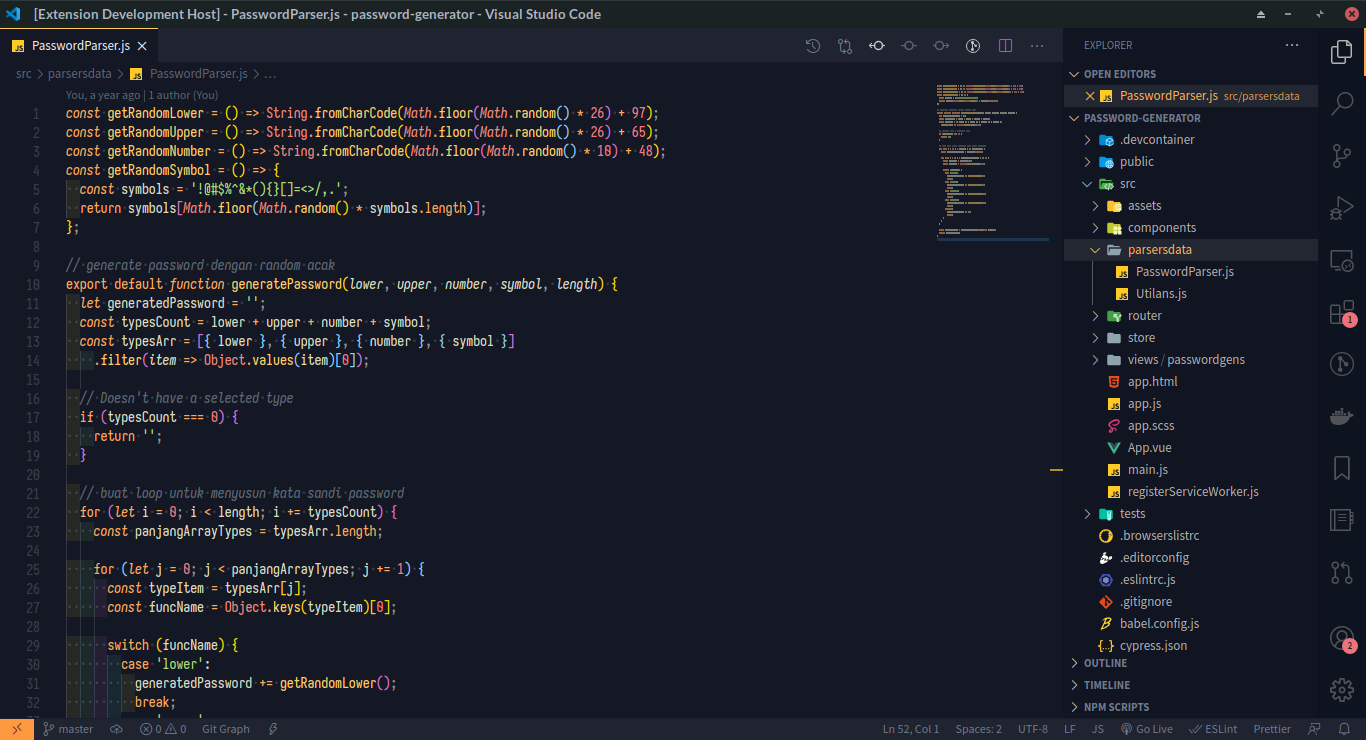 [Extension Development Host] - PasswordParser.js - password-generator - Visual Studio Code
JS PasswordParser.js
src > parsersdata > JS PasswordParser.js > ...
You, a year ago | 1 author (You)
1 const getRandomLower = () => String.fromCharCode(Math.floor(Math.random() * 26) + 97);
2 const getRandomUpper = () => String.fromCharCode(Math.floor(Math.random() * 26) + 65);
3 const getRandomNumber = () => String.fromCharCode(Math.floor(Math.random() * 10) + 48);
4 const getRandomSymbol = () => {
5 const symbols = '!@#$%^&*(){}[]=<>/,.';
6 return symbols[Math.floor(Math.random() * symbols.length)];
7 };
8
9 // generate password dengan random acak
10 export default function generatePassword(lower, upper, number, symbol, length) {
11 let generatedPassword = '';
12 const typesCount = lower + upper + number + symbol;
13 const typesArr = [{ lower }, { upper }, { number }, { symbol }]
14 .filter(item => Object.values(item)[0]);
15
16 // Doesn't have a selected type
17 if (typesCount === 0) {
18 return '';
19 }
20
21 // buat loop untuk menyusun kata sandi password
22 for (let i = 0; i < length; i += typesCount) {
23 const panjangArrayTypes = typesArr.length;
24
25 for (let j = 0; j < panjangArrayTypes; j += 1) {
26 const typeItem = typesArr[j];
27 const funcName = Object.keys(typeItem)[0];
28
29 switch (funcName) {
30 case 'lower':
31 generatedPassword += getRandomLower();
32 break;
EXPLORER
OPEN EDITORS
JS PasswordParser.js src/parsersdata
PASSWORD-GENERATOR
.devcontainer
public
src
assets
components
parsersdata
JS PasswordParser.js
JS Utilans.js
router
store
views / passwordgens
app.html
JS app.js
app.scss
App.vue
JS main.js
JS registerServiceWorker.js
tests
.browserslistrc
.editorconfig
.eslintrc.js
.gitignore
babel.config.js
cypress.json
OUTLINE
TIMELINE
NPM SCRIPTS
1
2
master 0 0 Git Graph Ln 52, Col 1 Spaces: 2 UTF-8 LF JS Go Live ESLint Prettier